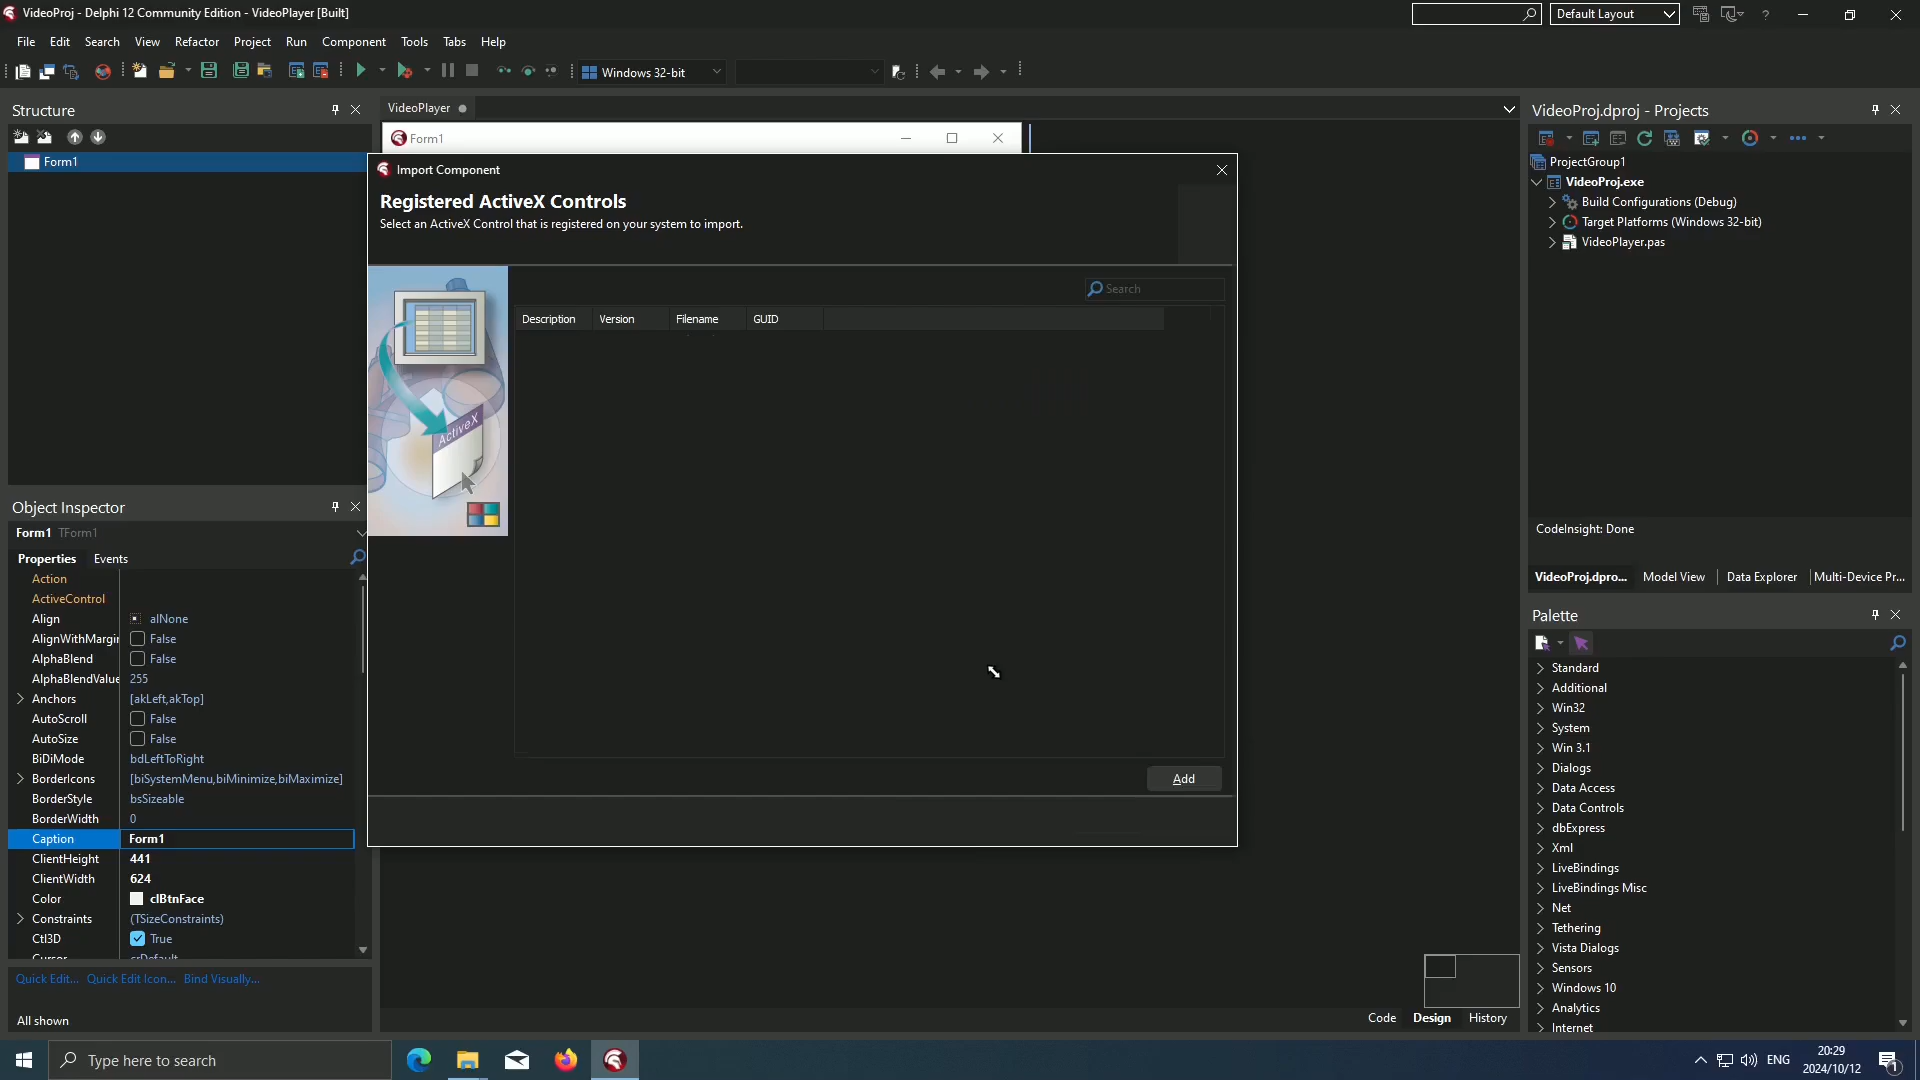 VideoProj - Delphi 12 Community Edition - VideoPlayer [Built]
Default Layout
?
File Edit Search View Refactor Project Run Component Tools Tabs Help
Windows 32-bit
Structure
Form1
VideoPlayer
Form1
Import Component
Registered ActiveX Controls
Select an ActiveX Control that is registered on your system to import.
ActiveX
Search
Description Version Filename GUID
Add
Object Inspector
Form1 TForm1
Properties Events
Action
ActiveControl
Align alNone
AlignWithMargin False
AlphaBlend False
AlphaBlendValue 255
Anchors [akLeft,akTop]
AutoScroll False
AutoSize False
BiDiMode bdLeftToRight
BorderIcons [biSystemMenu,biMinimize,biMaximize]
BorderStyle bsSizeable
BorderWidth 0
Caption Form1
ClientHeight 441
ClientWidth 624
Color clBtnFace
Constraints (TSizeConstraints)
Ctl3D True
Cursor crDefault
Quick Edit... Quick Edit Icon... Bind Visually...
All shown
Code Design History
VideoProj.dproj - Projects
ProjectGroup1
VideoProj.exe
Build Configurations (Debug)
Target Platforms (Windows 32-bit)
VideoPlayer.pas
CodeInsight: Done
VideoProj.dpro... Model View Data Explorer Multi-Device Pr...
Palette
Standard
Additional
Win32
System
Win 3.1
Dialogs
Data Access
Data Controls
dbExpress
Xml
LiveBindings
LiveBindings Misc
Net
Tethering
Vista Dialogs
Sensors
Windows 10
Analytics
Internet
Type here to search
ENG
20:29
2024/10/12
1